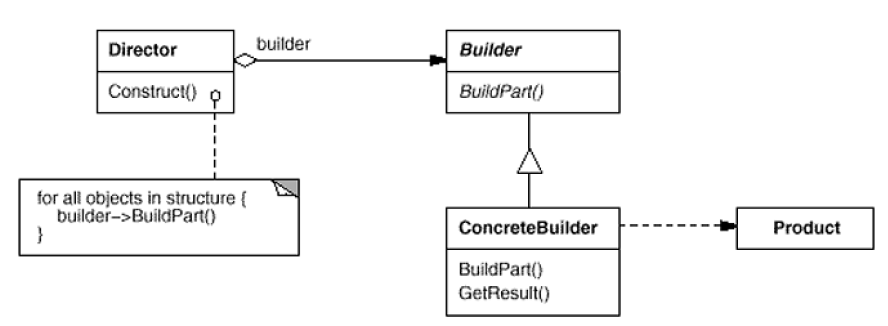 Director
builder
Builder
Construct()
BuildPart()
for all objects in structure {
builder->BuildPart()
}
ConcreteBuilder
Product
BuildPart()
GetResult()